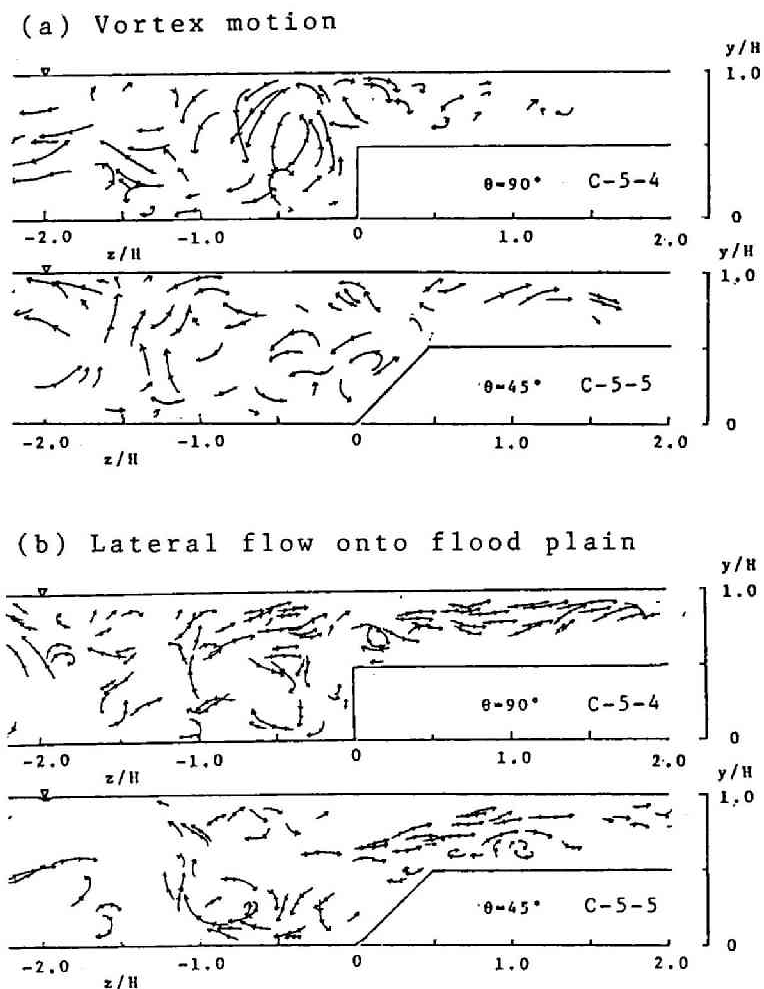 (a) Vortex motion
y/H
1.0
θ=90° C-5-4
0
-2.0 -1.0 0 1.0 2.0
z/H
y/H
1.0
θ=45° C-5-5
0
-2.0 -1.0 0 1.0 2.0
z/H
(b) Lateral flow onto flood plain
y/H
1.0
θ=90° C-5-4
0
-2.0 -1.0 0 1.0 2.0
z/H
y/H
1.0
θ=45° C-5-5
0
-2.0 -1.0 0 1.0 2.0
z/H